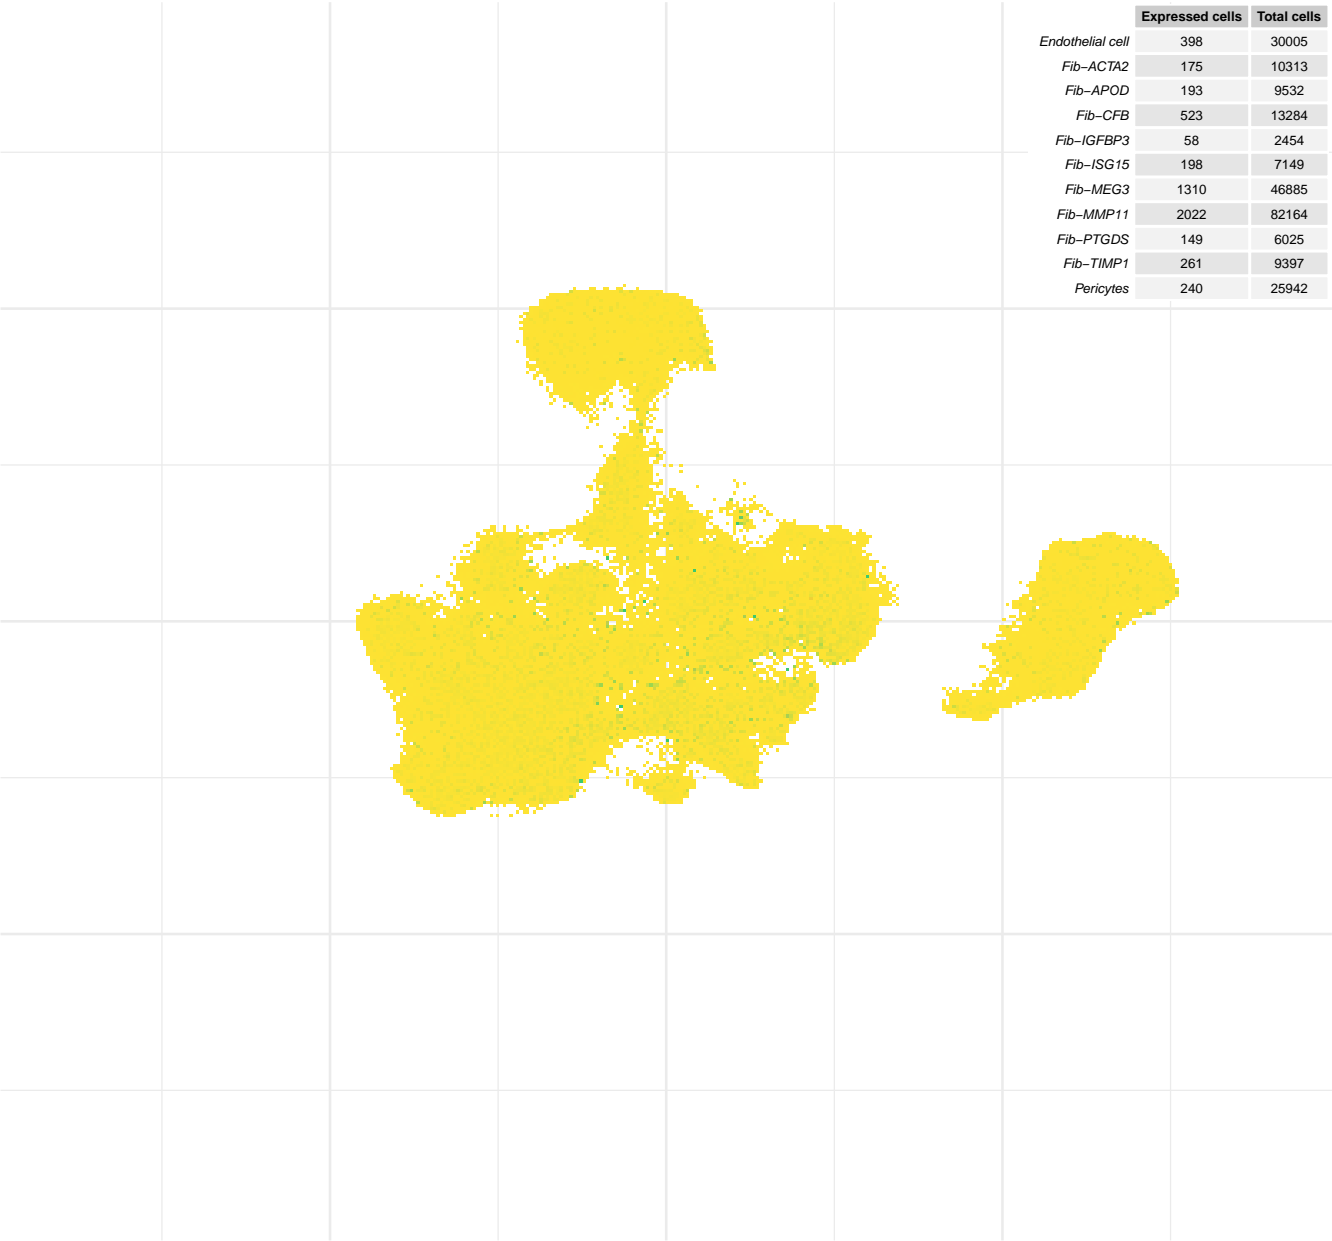 Expressed cells Total cells
Endothelial cell 398 30005
Fib−ACTA2 175 10313
Fib−APOD 193 9532
Fib−CFB 523 13284
Fib−IGFBP3 58 2454
Fib−ISG15 198 7149
Fib−MEG3 1310 46885
Fib−MMP11 2022 82164
Fib−PTGDS 149 6025
Fib−TIMP1 261 9397
Pericytes 240 25942